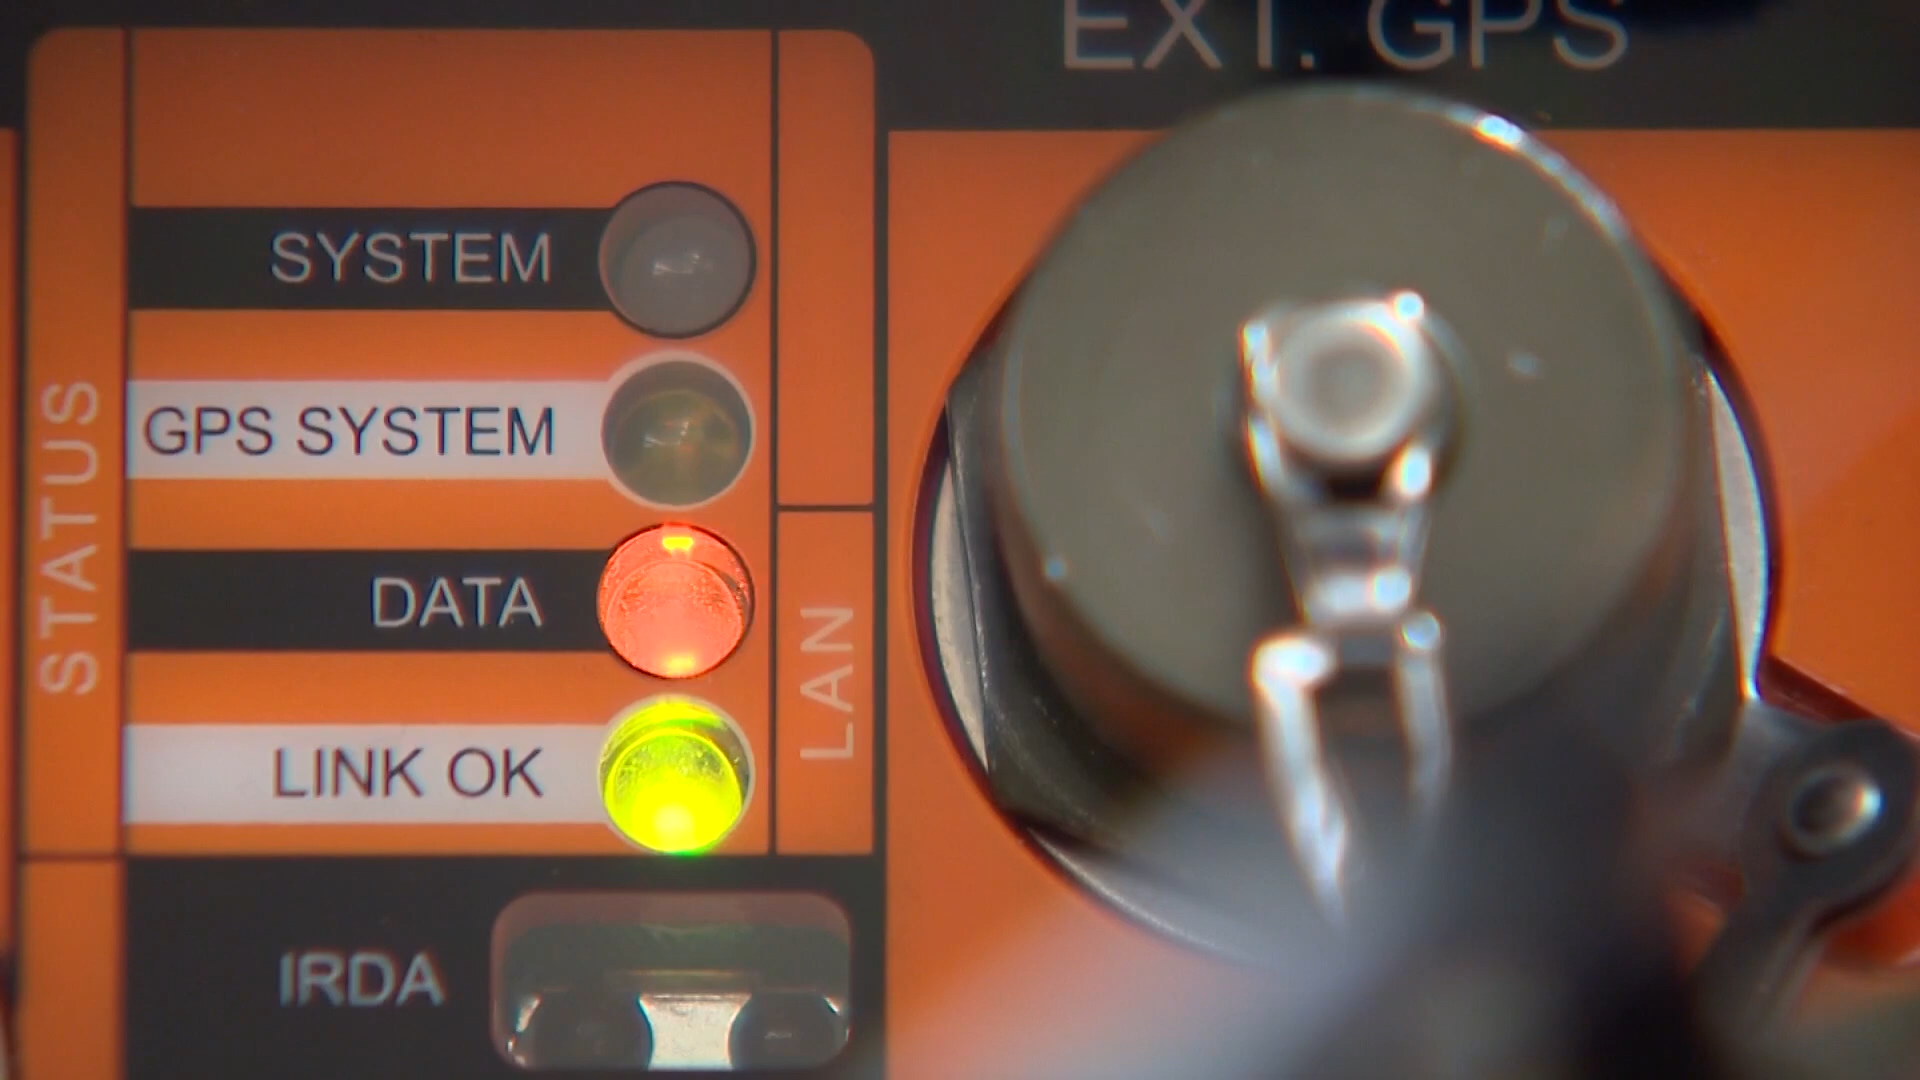 EXT. GPS
STATUS
SYSTEM
GPS SYSTEM
DATA
LINK OK
LAN
IRDA